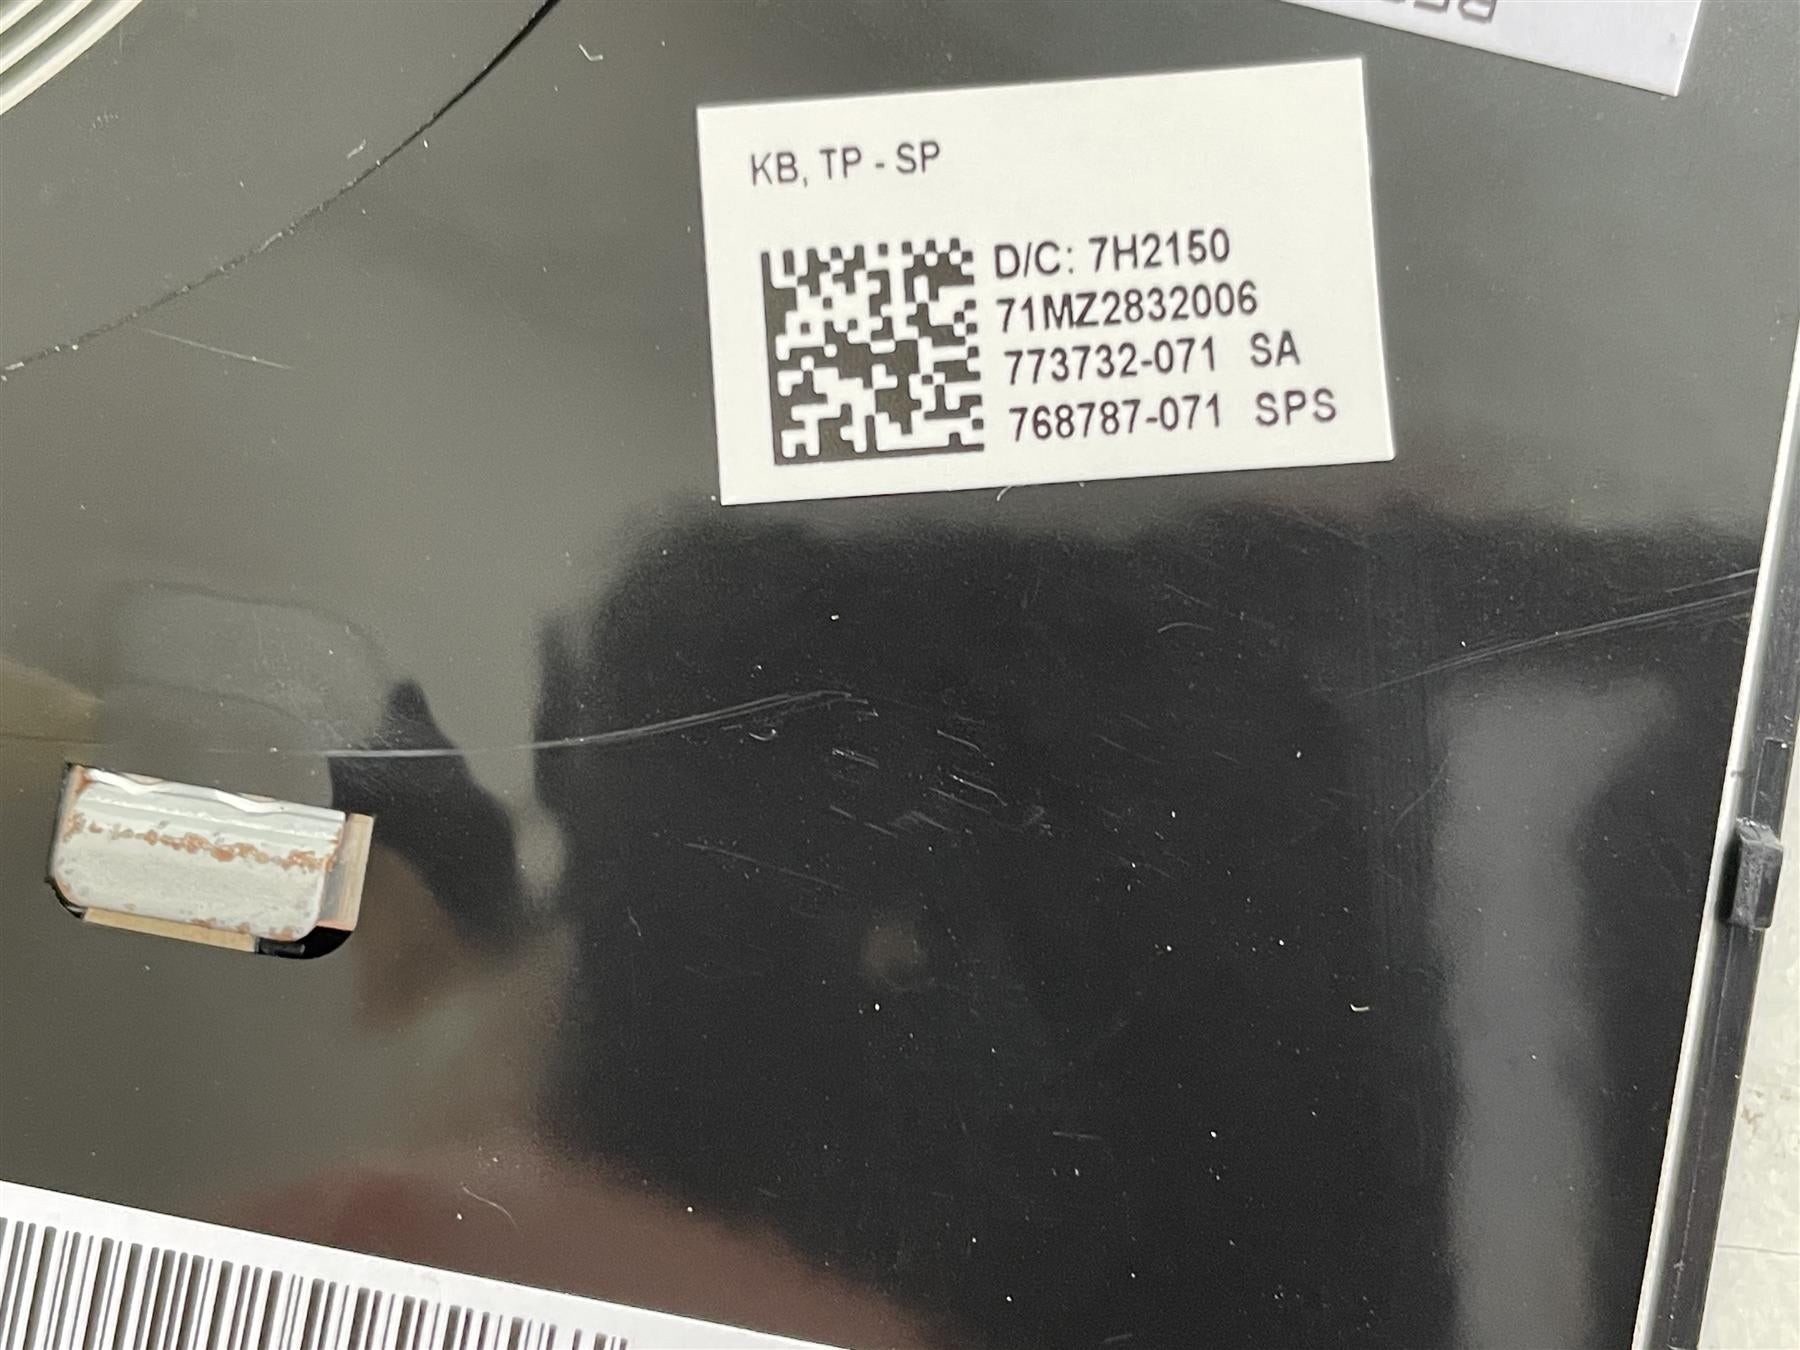 KB, TP - SP
D/C: 7H2150
71MZ2832006
773732-071 SA
768787-071 SPS